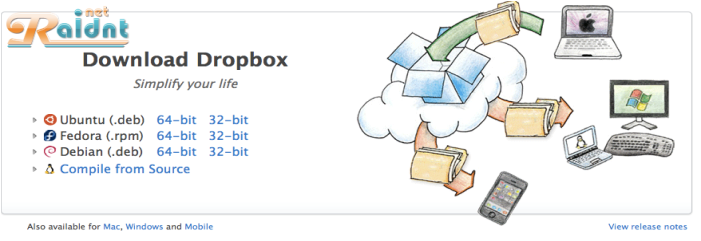 net
Raidnt
Download Dropbox
Simplify your life
Ubuntu (.deb) 64-bit 32-bit
Fedora (.rpm) 64-bit 32-bit
Debian (.deb) 64-bit 32-bit
Compile from Source
Also available for Mac, Windows and Mobile
View release notes